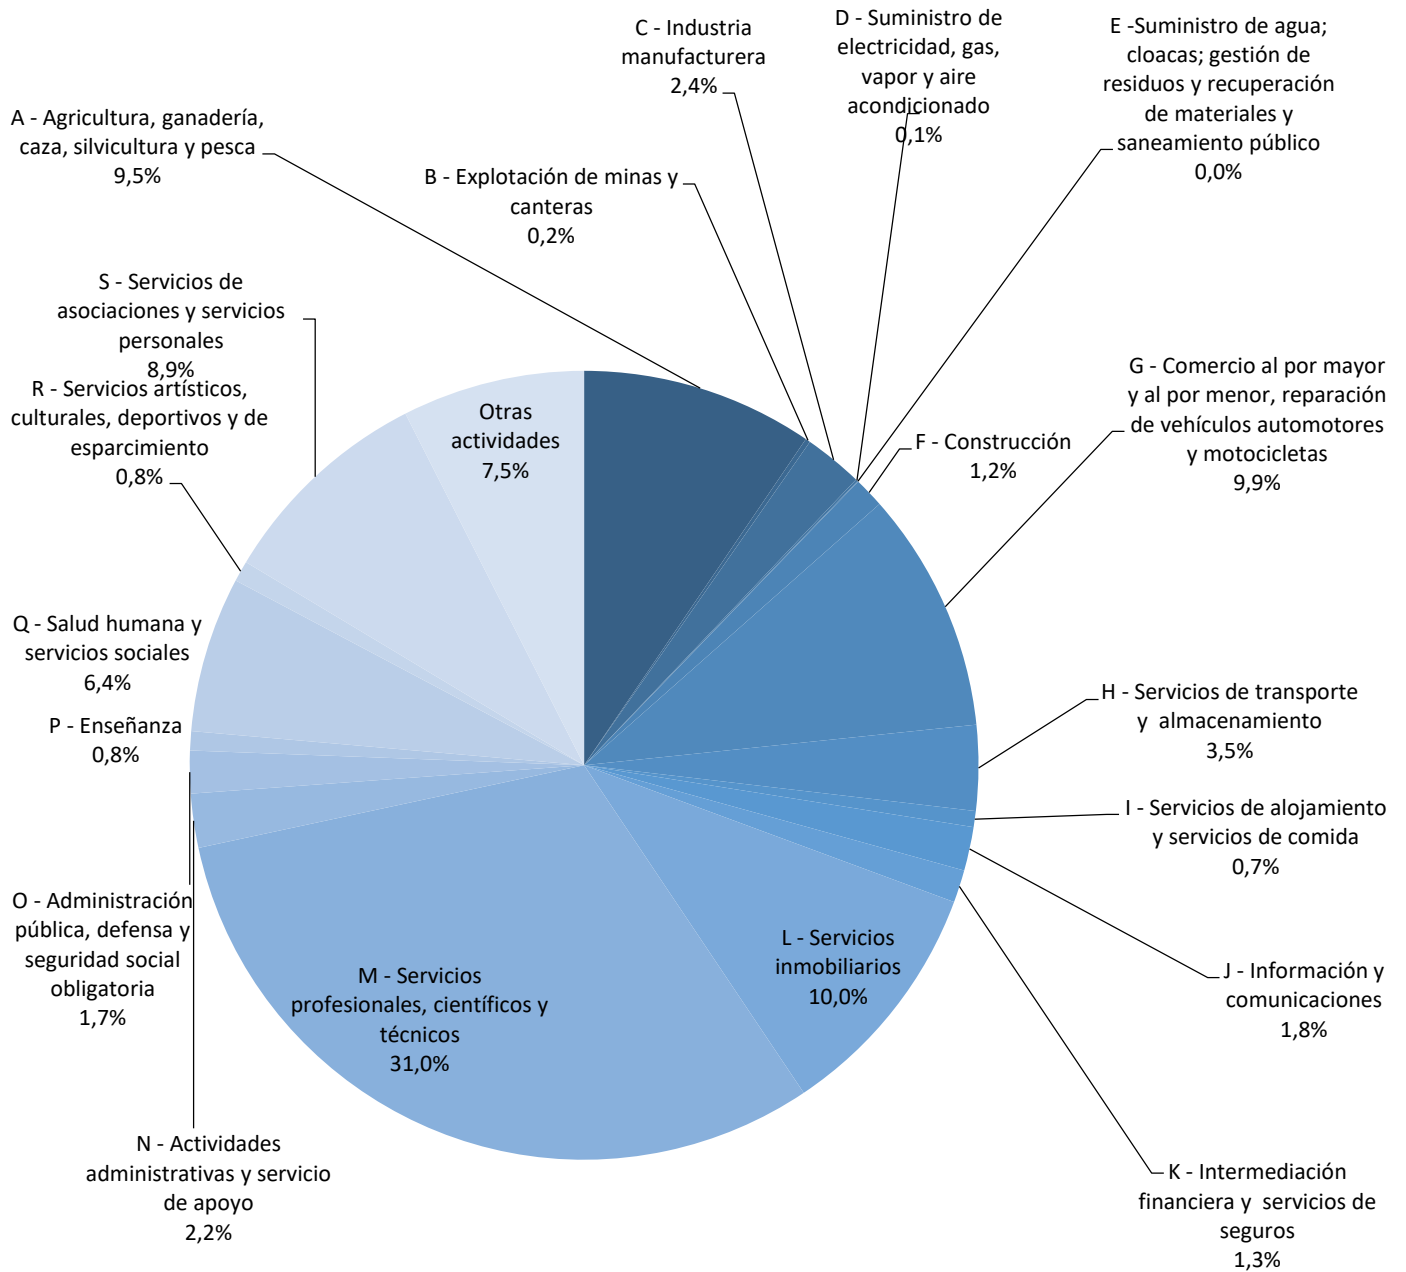 C - Industria
manufacturera
2,4%
D - Suministro de
electricidad, gas,
vapor y aire
acondicionado
0,1%
E -Suministro de agua;
cloacas; gestión de
residuos y recuperación
de materiales y
saneamiento público
0,0%
A - Agricultura, ganadería,
caza, silvicultura y pesca
9,5%
B - Explotación de minas y
canteras
0,2%
S - Servicios de
asociaciones y servicios
personales
8,9%
R - Servicios artísticos,
culturales, deportivos y de
esparcimiento
0,8%
Otras
actividades
7,5%
F - Construcción
1,2%
G - Comercio al por mayor
y al por menor, reparación
de vehículos automotores
y motocicletas
9,9%
Q - Salud humana y
servicios sociales
6,4%
P - Enseñanza
0,8%
H - Servicios de transporte
y almacenamiento
3,5%
I - Servicios de alojamiento
y servicios de comida
0,7%
O - Administración
pública, defensa y
seguridad social
obligatoria
1,7%
M - Servicios
profesionales, científicos y
técnicos
31,0%
L - Servicios
inmobiliarios
10,0%
J - Información y
comunicaciones
1,8%
N - Actividades
administrativas y servicio
de apoyo
2,2%
K - Intermediación
financiera y servicios de
seguros
1,3%